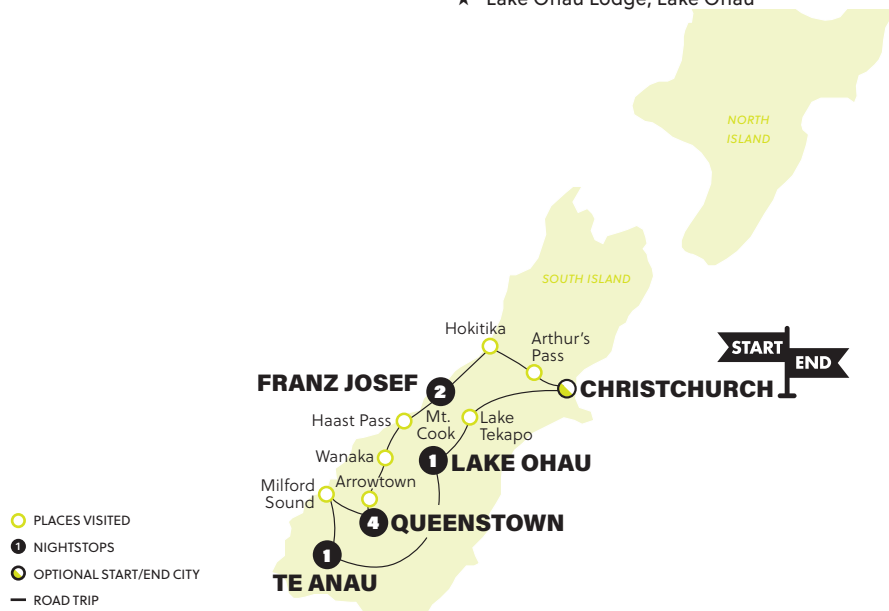 ★ Lake Ohau Lodge, Lake Ohau
NORTH
ISLAND
SOUTH ISLAND
Hokitika
Arthur's
Pass
START
END
FRANZ JOSEF
2
CHRISTCHURCH
Haast Pass
Mt.
Cook
Lake
Tekapo
Wanaka
1
LAKE OHAU
Milford
Sound
Arrowtown
4
QUEENSTOWN
1
TE ANAU
PLACES VISITED
1 NIGHTSTOPS
OPTIONAL START/END CITY
ROAD TRIP